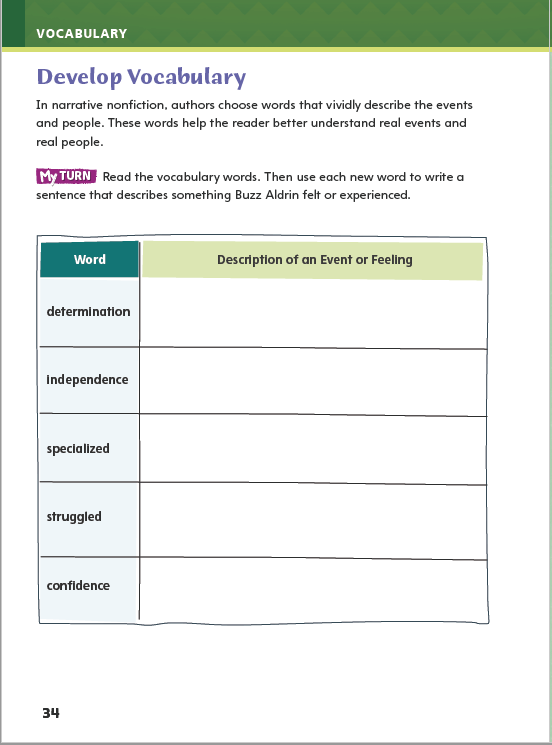 VOCABULARY
Develop Vocabulary
In narrative nonfiction, authors choose words that vividly describe the events
and people. These words help the reader better understand real events and
real people.
My TURN Read the vocabulary words. Then use each new word to write a
sentence that describes something Buzz Aldrin felt or experienced.
Word Description of an Event or Feeling
determination
independence
specialized
struggled
confidence
34